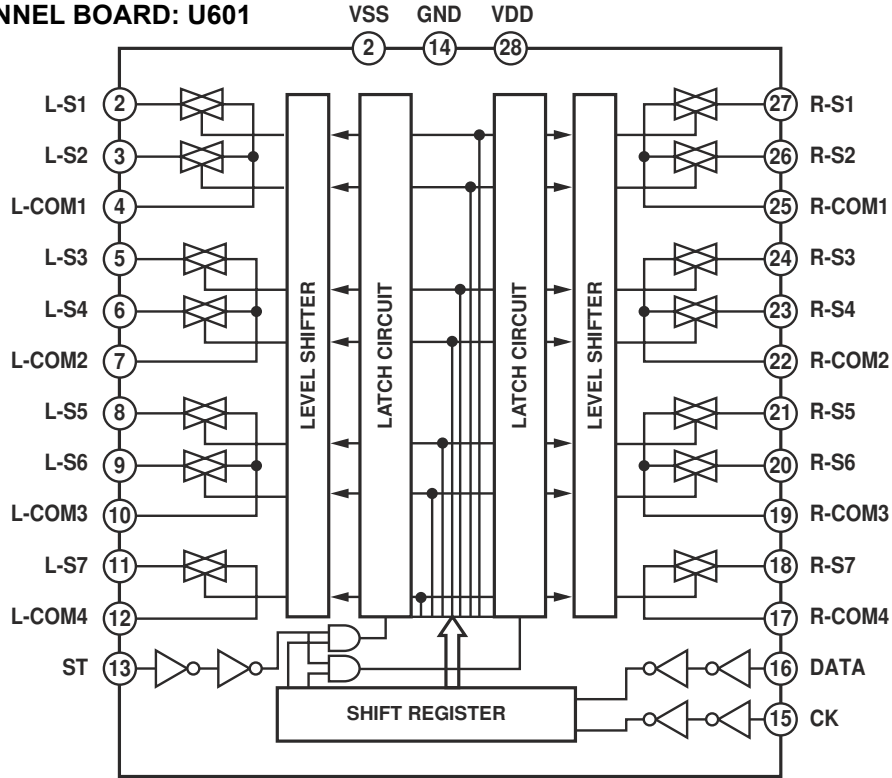 NNEL BOARD: U601
VSS GND VDD
2 14 28
L-S1 2 27 R-S1
L-S2 3 26 R-S2
L-COM1 4 25 R-COM1
L-S3 5 24 R-S3
L-S4 6 23 R-S4
L-COM2 7 22 R-COM2
L-S5 8 21 R-S5
L-S6 9 20 R-S6
L-COM3 10 19 R-COM3
L-S7 11 18 R-S7
L-COM4 12 17 R-COM4
ST 13 16 DATA
15 CK
LEVEL SHIFTER
LATCH CIRCUIT
LATCH CIRCUIT
LEVEL SHIFTER
SHIFT REGISTER